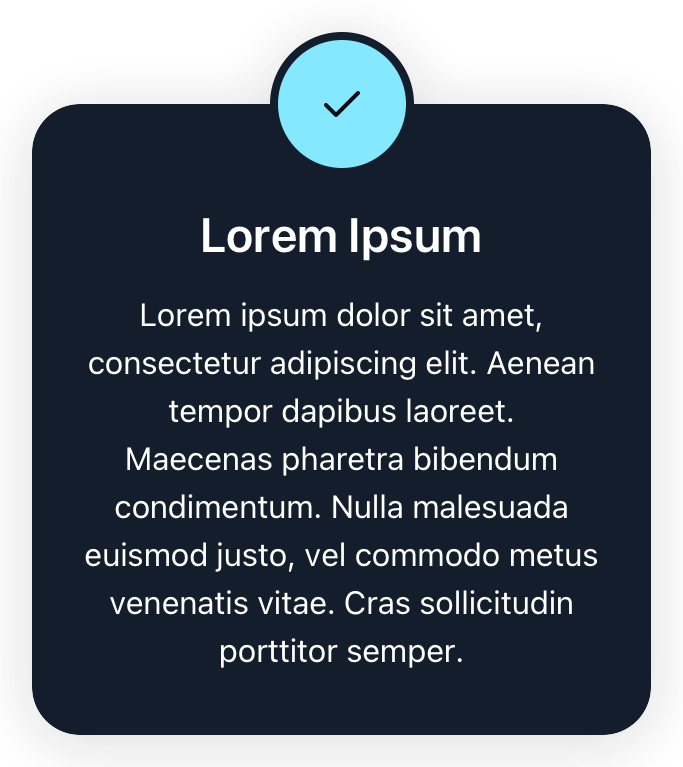 Lorem Ipsum
Lorem ipsum dolor sit amet,
consectetur adipiscing elit. Aenean
tempor dapibus laoreet.
Maecenas pharetra bibendum
condimentum. Nulla malesuada
euismod justo, vel commodo metus
venenatis vitae. Cras sollicitudin
porttitor semper.